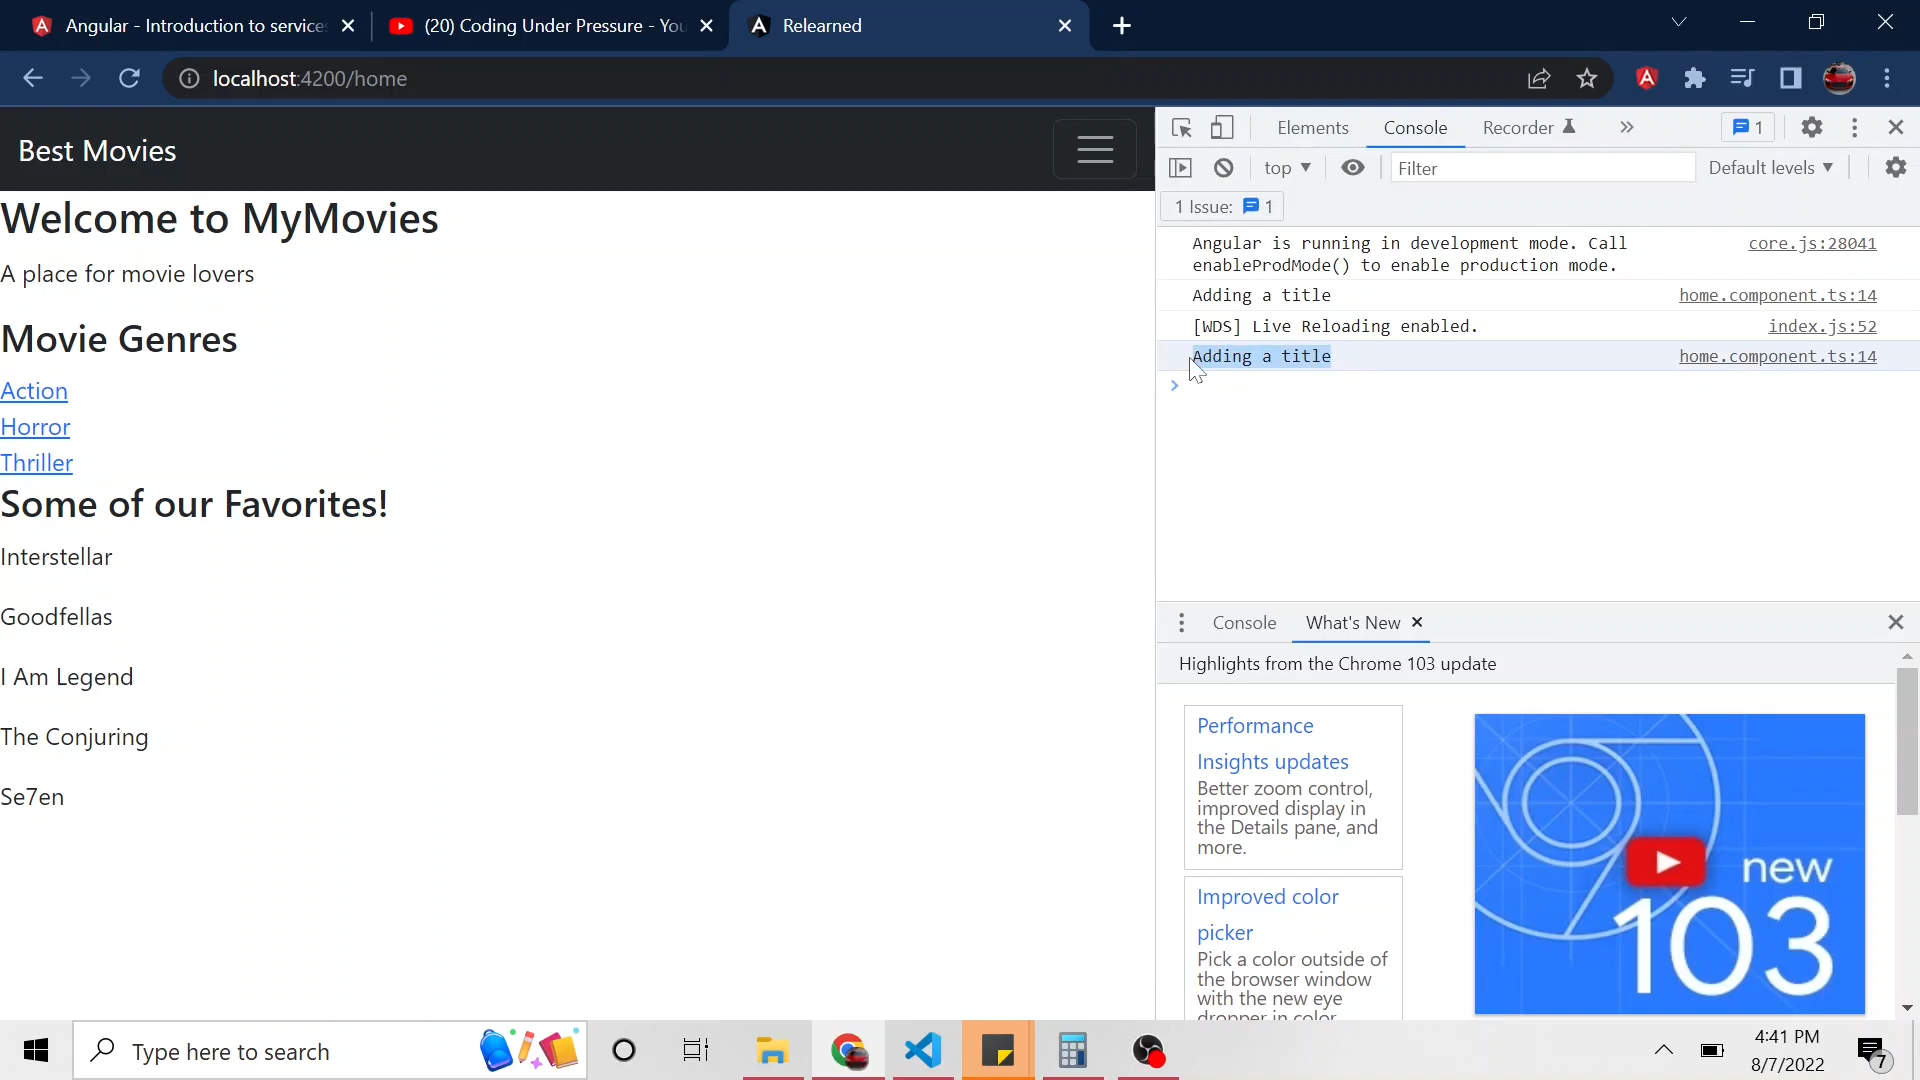 Angular - Introduction to services
(20) Coding Under Pressure - You
Relearned
localhost:4200/home
Best Movies
Welcome to MyMovies
A place for movie lovers
Movie Genres
Action
Horror
Thriller
Some of our Favorites!
Interstellar
Goodfellas
I Am Legend
The Conjuring
Se7en
Elements
Console
Recorder
1
top
Filter
Default levels
1 Issue: 1
Angular is running in development mode. Call core.js:28041
enableProdMode() to enable production mode.
Adding a title home.component.ts:14
[WDS] Live Reloading enabled. index.js:52
Adding a title home.component.ts:14
Console
What's New
Highlights from the Chrome 103 update
Performance
Insights updates
Better zoom control,
improved display in
the Details pane, and
more.
Improved color
picker
Pick a color outside of
the browser window
with the new eye
dropper in color
new
103
Type here to search
4:41 PM
8/7/2022
7